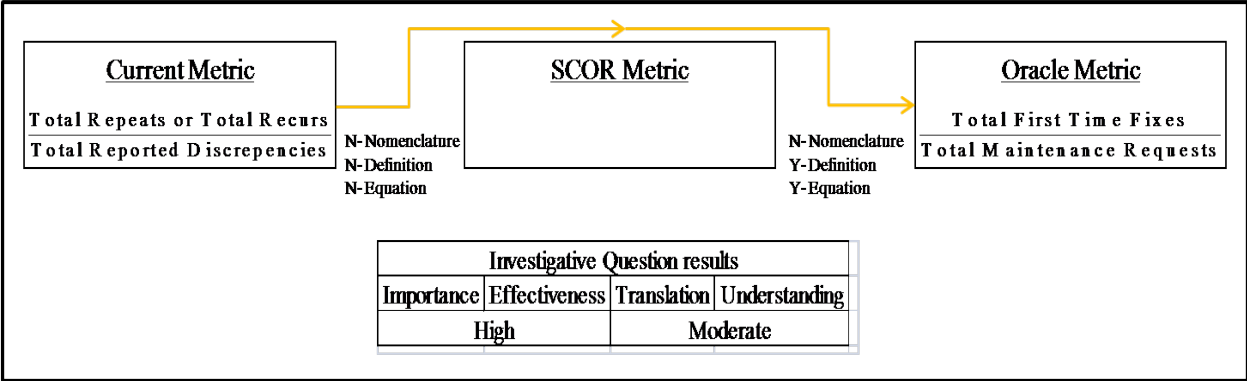 Current Metric
Total Repeats or Total Recurs
Total Reported Discrepencies
N-Nomenclature
N-Definition
N-Equation
SCOR Metric
N-Nomenclature
Y-Definition
Y-Equation
Oracle Metric
Total First Time Fixes
Total Maintenance Requests
Investigative Question results
Importance Effectiveness Translation Understanding
High Moderate